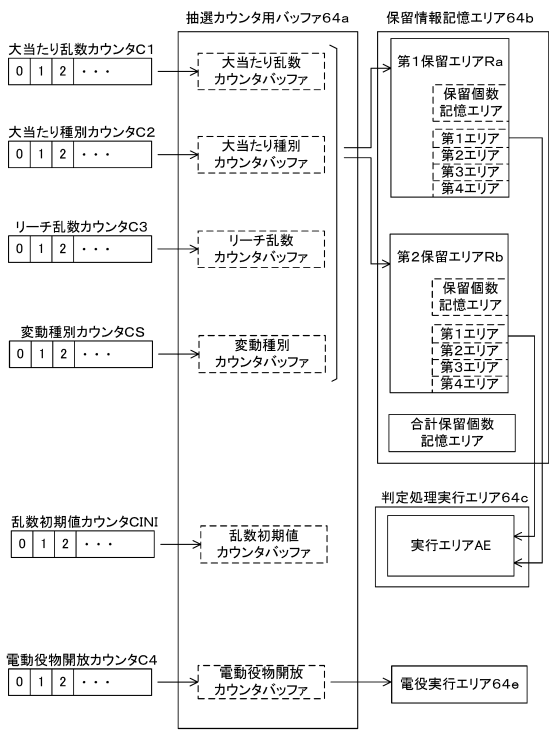 抽選カウンタ用バッファ64a
保留情報記憶エリア64b
大当たり乱数カウンタC1
0 1 2 ・・・
大当たり乱数
カウンタバッファ
大当たり種別カウンタC2
0 1 2 ・・・
大当たり種別
カウンタバッファ
リーチ乱数カウンタC3
0 1 2 ・・・
リーチ乱数
カウンタバッファ
変動種別カウンタCS
0 1 2 ・・・
変動種別
カウンタバッファ
第1保留エリアRa
保留個数
記憶エリア
第1エリア
第2エリア
第3エリア
第4エリア
第2保留エリアRb
保留個数
記憶エリア
第1エリア
第2エリア
第3エリア
第4エリア
合計保留個数
記憶エリア
乱数初期値カウンタCINI
0 1 2 ・・・
乱数初期値
カウンタバッファ
判定処理実行エリア64c
実行エリアAE
電動役物開放カウンタC4
0 1 2 ・・・
電動役物開放
カウンタバッファ
電役実行エリア64e